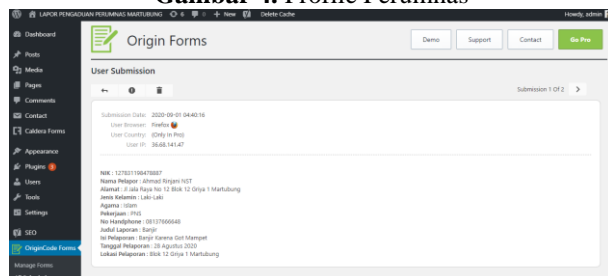 Gambar 4. Profile Perumnas
LAPOR PENGADUAN PERUMNAS MARTUBUNG 6 1 + New Delete Cache Howdy, admin
Dashboard
Posts
Media
Pages
Comments
Contact
Caldera Forms
Appearance
Plugins 3
Users
Tools
Settings
SEO
OriginCode Forms
Manage Forms
Origin Forms
Demo Support Contact Go Pro
User Submission
Submission 1 Of 2
Submission Date: 2020-09-01 04:40:16
User Browser: Firefox
User Country: (Only in Pro)
User IP: 36.68.141.47
NIK : 127831198478887
Nama Pelapor : Ahmad Rinjani NST
Alamat : Jl Jala Raya No 12 Blok 12 Griya 1 Martubung
Jenis Kelamin : Laki-Laki
Agama : Islam
Pekerjaan : PNS
No Handphone : 08137666648
Judul Laporan : Banjir
Isi Pelaporan : Banjir Karena Got Mampet
Tanggal Pelaporan : 28 Agustus 2020
Lokasi Pelaporan : Blok 12 Griya 1 Martubung